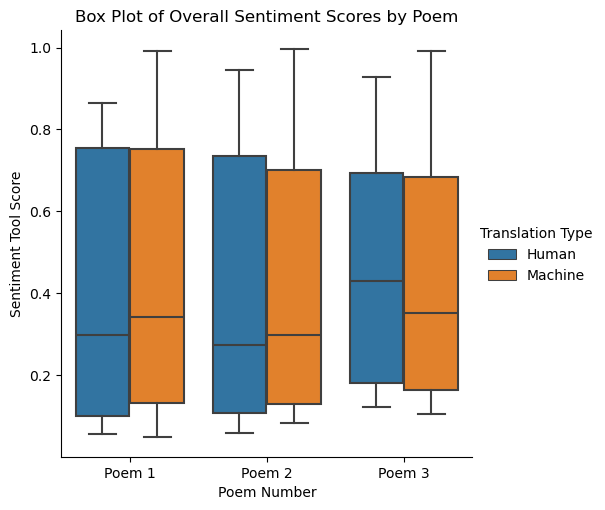 Box Plot of Overall Sentiment Scores by Poem
1.0
0.8
0.6
0.4
0.2
Sentiment Tool Score
Poem 1
Poem 2
Poem 3
Poem Number
Translation Type
Human
Machine